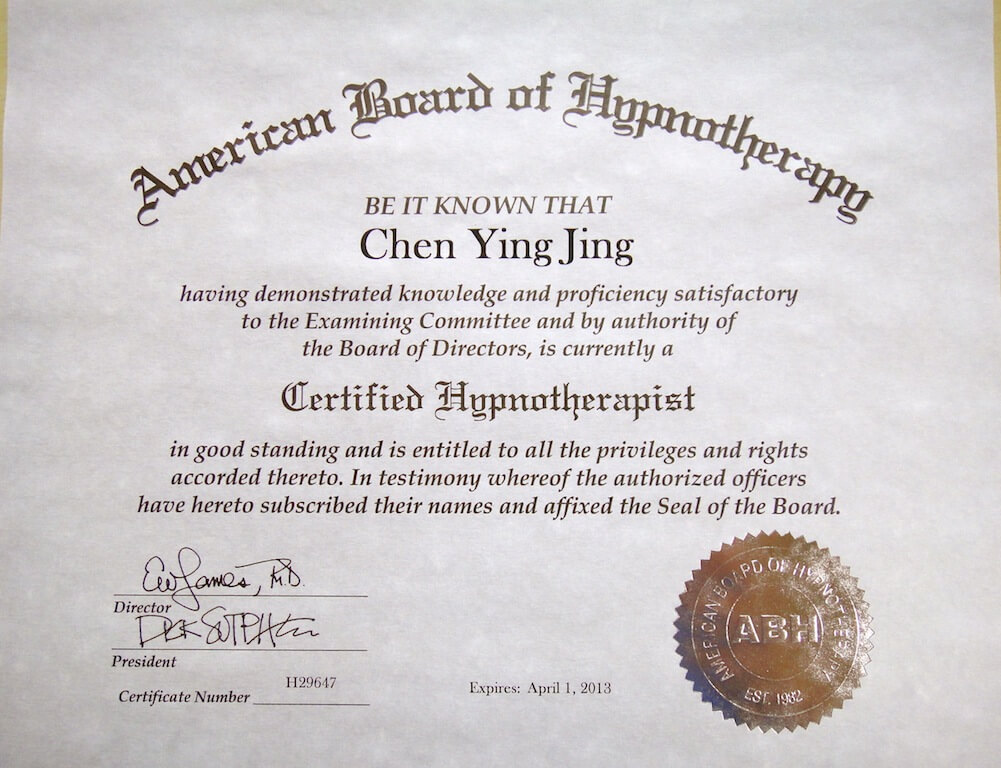 American Board of Hypnotherapy
BE IT KNOWN THAT
Chen Ying Jing
having demonstrated knowledge and proficiency satisfactory
to the Examining Committee and by authority of
the Board of Directors, is currently a
Certified Hypnotherapist
in good standing and is entitled to all the privileges and rights
accorded thereto. In testimony whereof the authorized officers
have hereto subscribed their names and affixed the Seal of the Board.
Director
President
Certificate Number H29647
Expires: April 1, 2013
AMERICAN BOARD OF HYPNOTHERAPY
ABH
EST. 1982